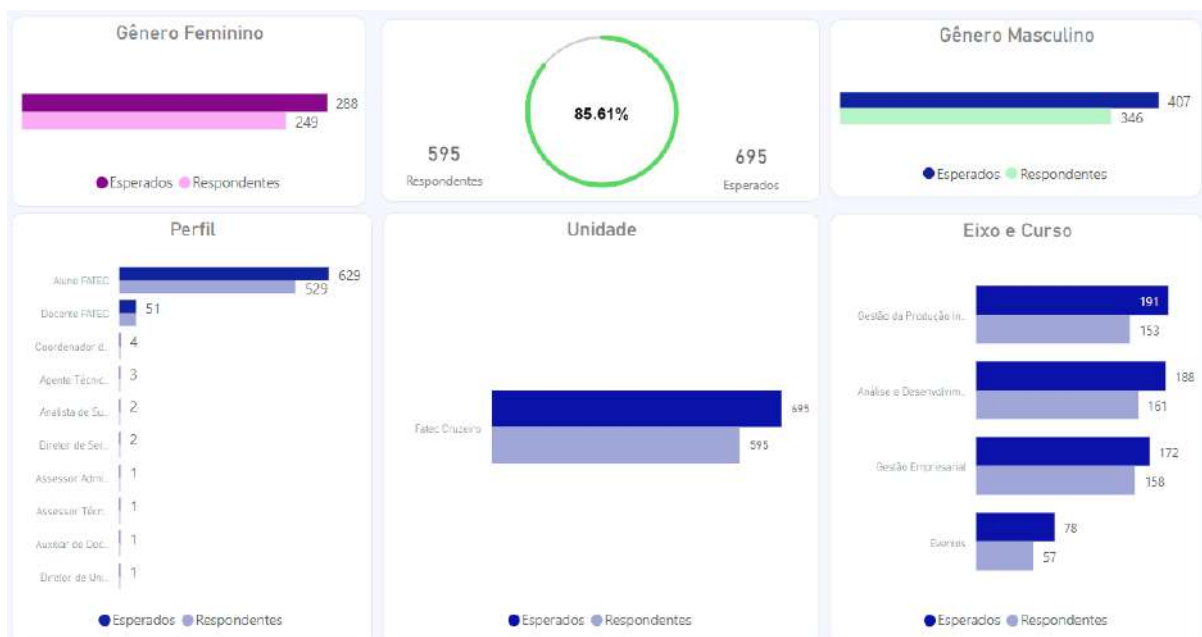 Gênero Feminino
288
249
Esperados Respondentes
85.61%
595
Respondentes
695
Esperados
Gênero Masculino
407
346
Esperados Respondentes
Perfil
Aluno FATEC
629
529
Docente FATEC
51
Coordenador d...
4
Agente Técnic...
3
Analista de Su...
2
Diretor de Ser...
2
Assessor Admi...
1
Assessor Técn...
1
Auxiliar de Doc...
1
Diretor de Uni...
1
Esperados Respondentes
Unidade
Fatec Cruzeiro
695
595
Esperados Respondentes
Eixo e Curso
Gestão da Produção In...
191
153
Análise e Desenvolvim...
188
161
Gestão Empresarial
172
158
Eventos
78
57
Esperados Respondentes